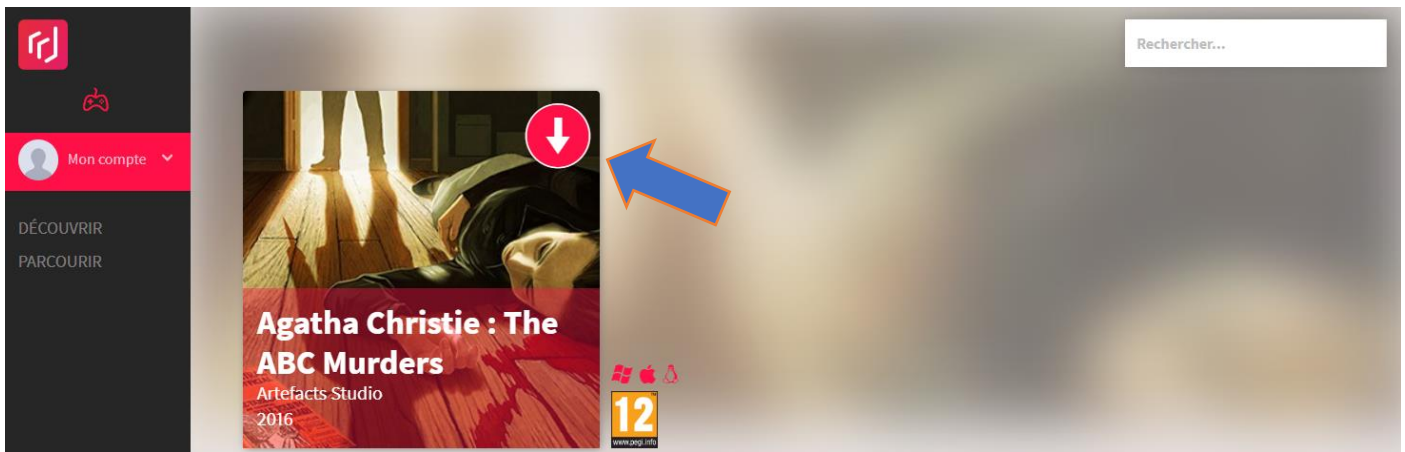 Rechercher...
Mon compte
DÉCOUVRIR
PARCOURIR
Agatha Christie : The
ABC Murders
Artefacts Studio
2016
12
www.pegi.info